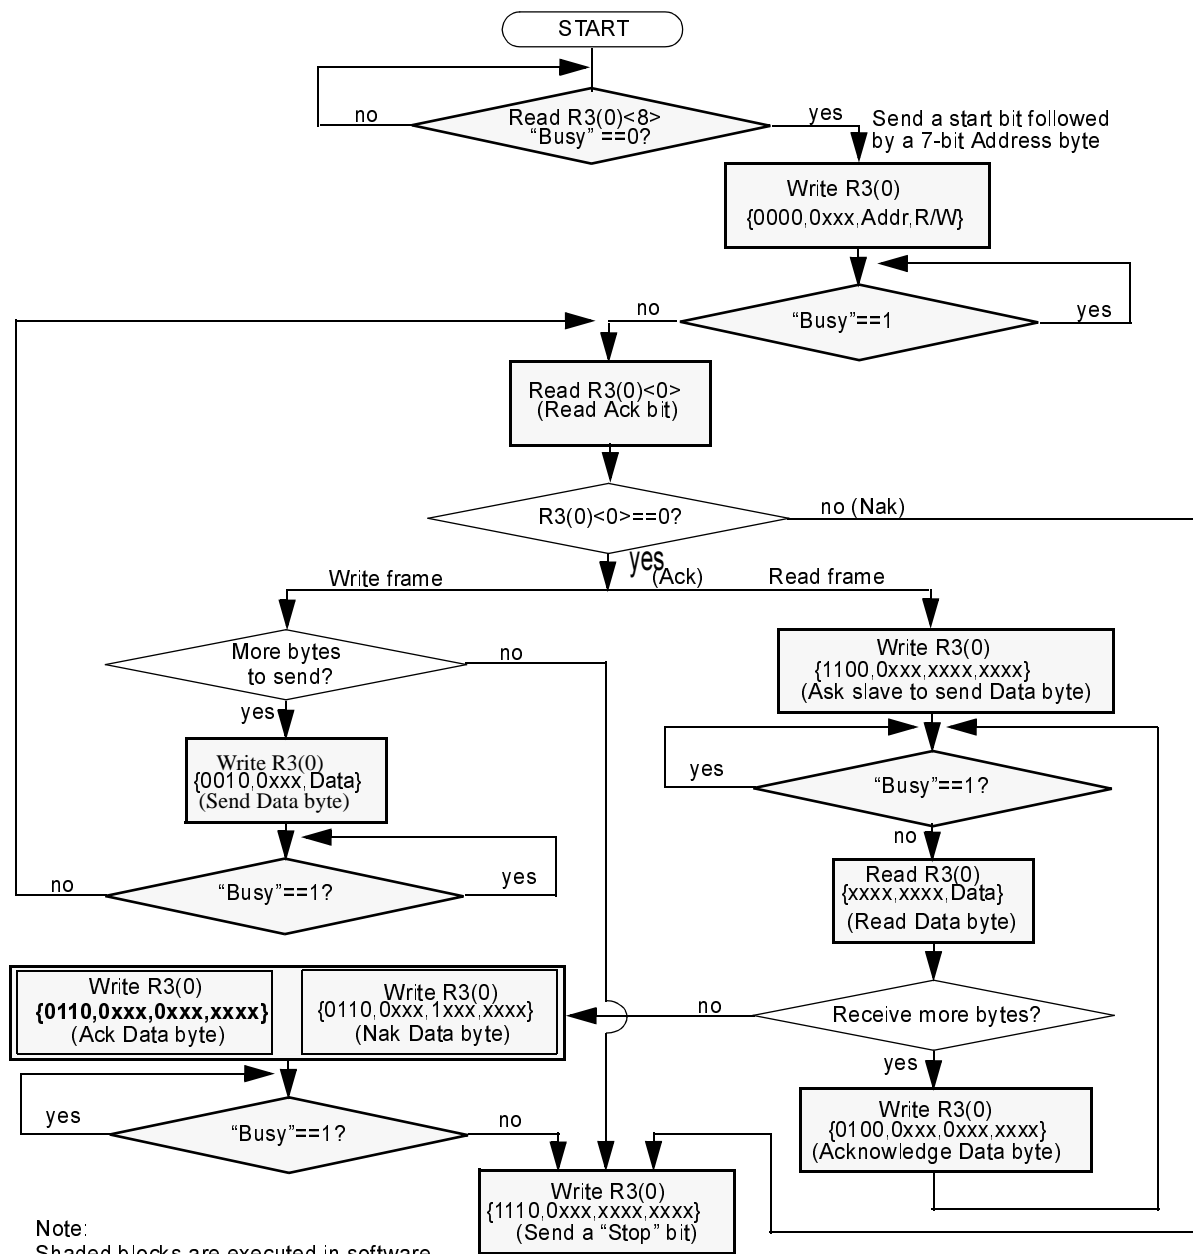 START
no
Read R3(0)<8>
“Busy” ==0?
yes
Send a start bit followed
by a 7-bit Address byte
Write R3(0)
{0000,0xxx,Addr,R/W}
no
“Busy”==1
yes
Read R3(0)<0>
(Read Ack bit)
R3(0)<0>==0?
no (Nak)
yes
(Ack)
Write frame
Read frame
More bytes
to send?
no
yes
Write R3(0)
{0010,0xxx,Data}
(Send Data byte)
no
“Busy”==1?
yes
Write R3(0)
{1100,0xxx,xxxx,xxxx}
(Ask slave to send Data byte)
yes
“Busy”==1?
no
Read R3(0)
{xxxx,xxxx,Data}
(Read Data byte)
Receive more bytes?
no
yes
Write R3(0)
{0100,0xxx,0xxx,xxxx}
(Acknowledge Data byte)
Write R3(0)
{0110,0xxx,0xxx,xxxx}
(Ack Data byte)
Write R3(0)
{0110,0xxx,1xxx,xxxx}
(Nak Data byte)
yes
“Busy”==1?
no
Write R3(0)
{1110,0xxx,xxxx,xxxx}
(Send a “Stop” bit)
Note:
Shaded blocks are executed in software